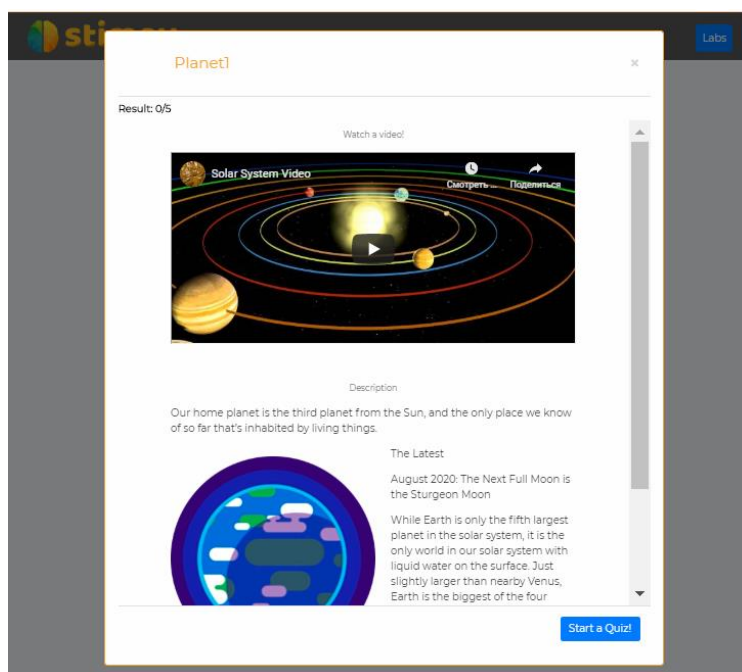 Labs
Planet1
×
Result: 0/5
Watch a video!
Solar System Video
Смотреть ...
Поделиться
Description
Our home planet is the third planet from the Sun, and the only place we know
of so far that's inhabited by living things.
The Latest
August 2020: The Next Full Moon is
the Sturgeon Moon
While Earth is only the fifth largest
planet in the solar system, it is the
only world in our solar system with
liquid water on the surface. Just
slightly larger than nearby Venus,
Earth is the biggest of the four
Start a Quiz!